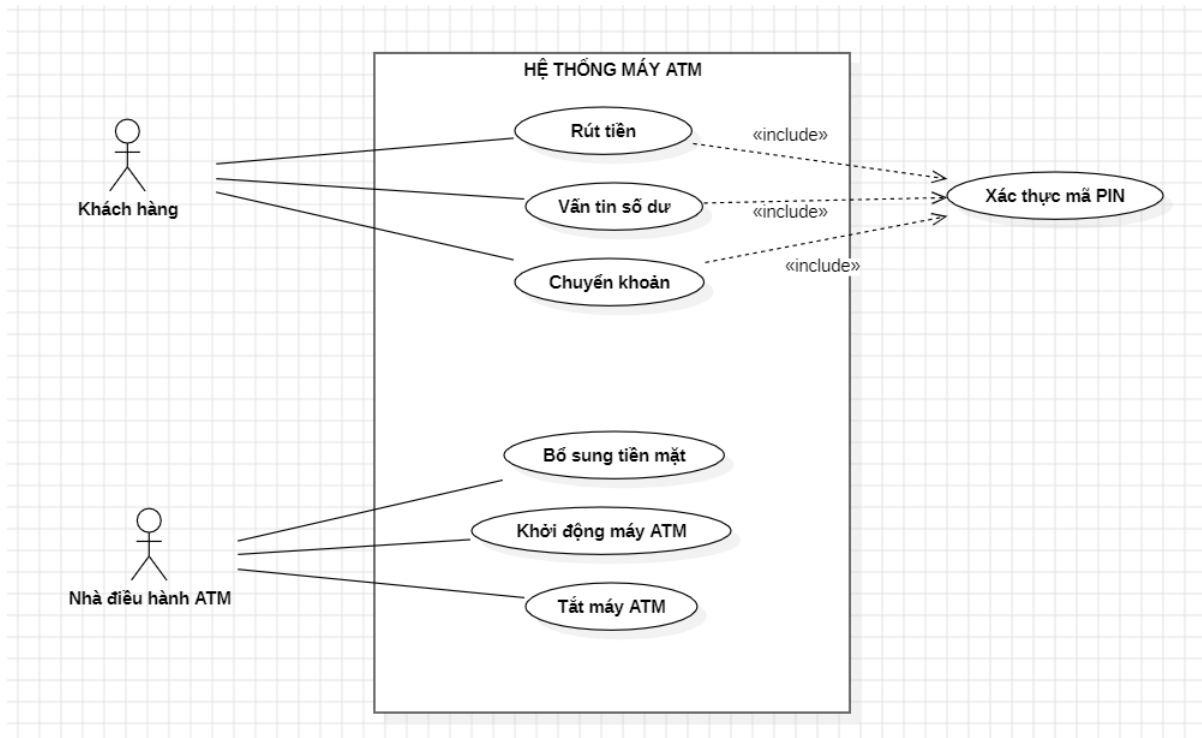 HỆ THỐNG MÁY ATM
Rút tiền
«include»
Khách hàng
Vấn tin số dư
«include»
Xác thực mã PIN
Chuyển khoản
«include»
Bổ sung tiền mặt
Khởi động máy ATM
Nhà điều hành ATM
Tắt máy ATM